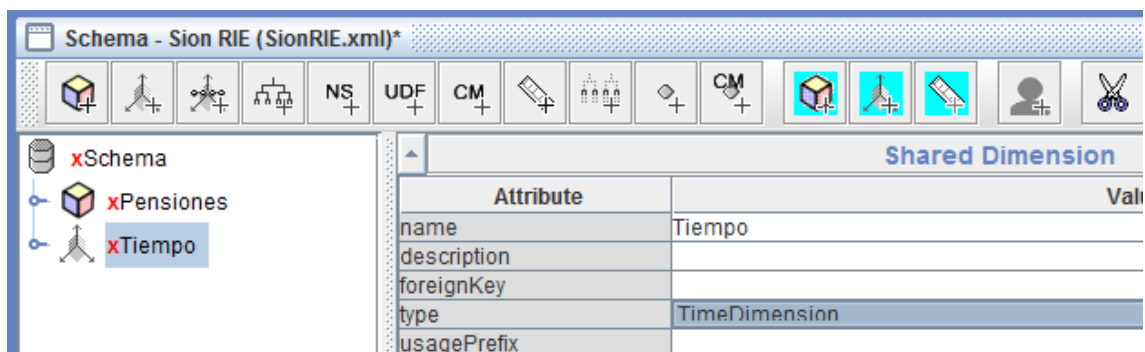 Schema - Sion RIE (SionRIE.xml)*
NS UDF CM CM
xSchema
xPensiones
xTiempo
Shared Dimension
Attribute
name Tiempo
description
foreignKey
type TimeDimension
usagePrefix